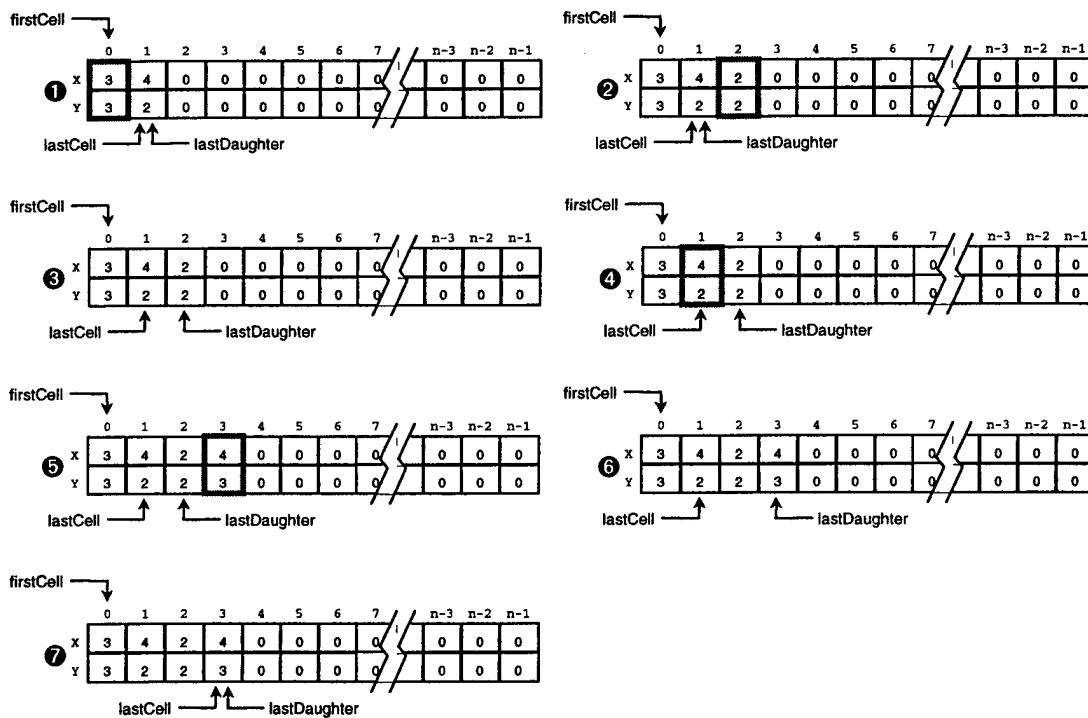 firstCell
0 1 2 3 4 5 6 7 n-3 n-2 n-1
❶
X 3 4 0 0 0 0 0 0 0 0 0
Y 3 2 0 0 0 0 0 0 0 0 0
lastCell lastDaughter
firstCell
0 1 2 3 4 5 6 7 n-3 n-2 n-1
❷
X 3 4 2 0 0 0 0 0 0 0 0
Y 3 2 2 0 0 0 0 0 0 0 0
lastCell lastDaughter
firstCell
0 1 2 3 4 5 6 7 n-3 n-2 n-1
❸
X 3 4 2 0 0 0 0 0 0 0 0
Y 3 2 2 0 0 0 0 0 0 0 0
lastCell lastDaughter
firstCell
0 1 2 3 4 5 6 7 n-3 n-2 n-1
❹
X 3 4 2 0 0 0 0 0 0 0 0
Y 3 2 2 0 0 0 0 0 0 0 0
lastCell lastDaughter
firstCell
0 1 2 3 4 5 6 7 n-3 n-2 n-1
❺
X 3 4 2 4 0 0 0 0 0 0 0
Y 3 2 2 3 0 0 0 0 0 0 0
lastCell lastDaughter
firstCell
0 1 2 3 4 5 6 7 n-3 n-2 n-1
❻
X 3 4 2 4 0 0 0 0 0 0 0
Y 3 2 2 3 0 0 0 0 0 0 0
lastCell lastDaughter
firstCell
0 1 2 3 4 5 6 7 n-3 n-2 n-1
❼
X 3 4 2 4 0 0 0 0 0 0 0
Y 3 2 2 3 0 0 0 0 0 0 0
lastCell lastDaughter